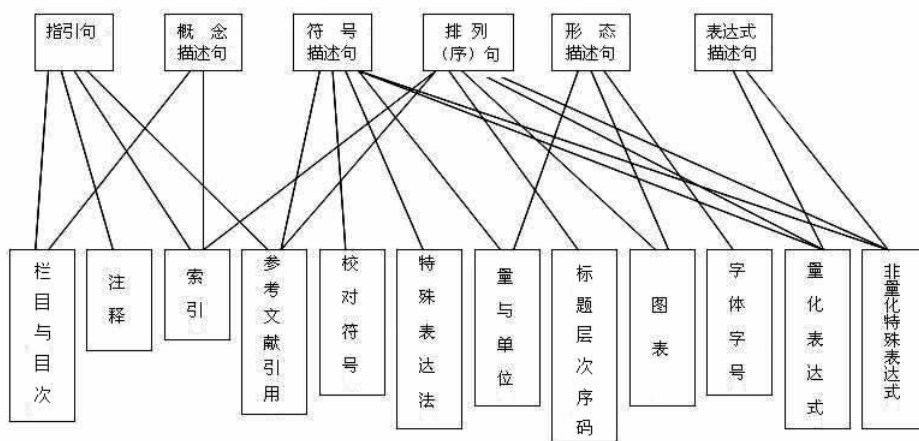 指引句
概 念
描述句
符 号
描述句
排 列
（序）句
形 态
描述句
表达式
描述句
栏目与目次
注释
索引
参考文献引用
校对符号
特殊表达法
量与单位
标题层次序码
图表
字体字号
量化表达式
非量化特殊表达式